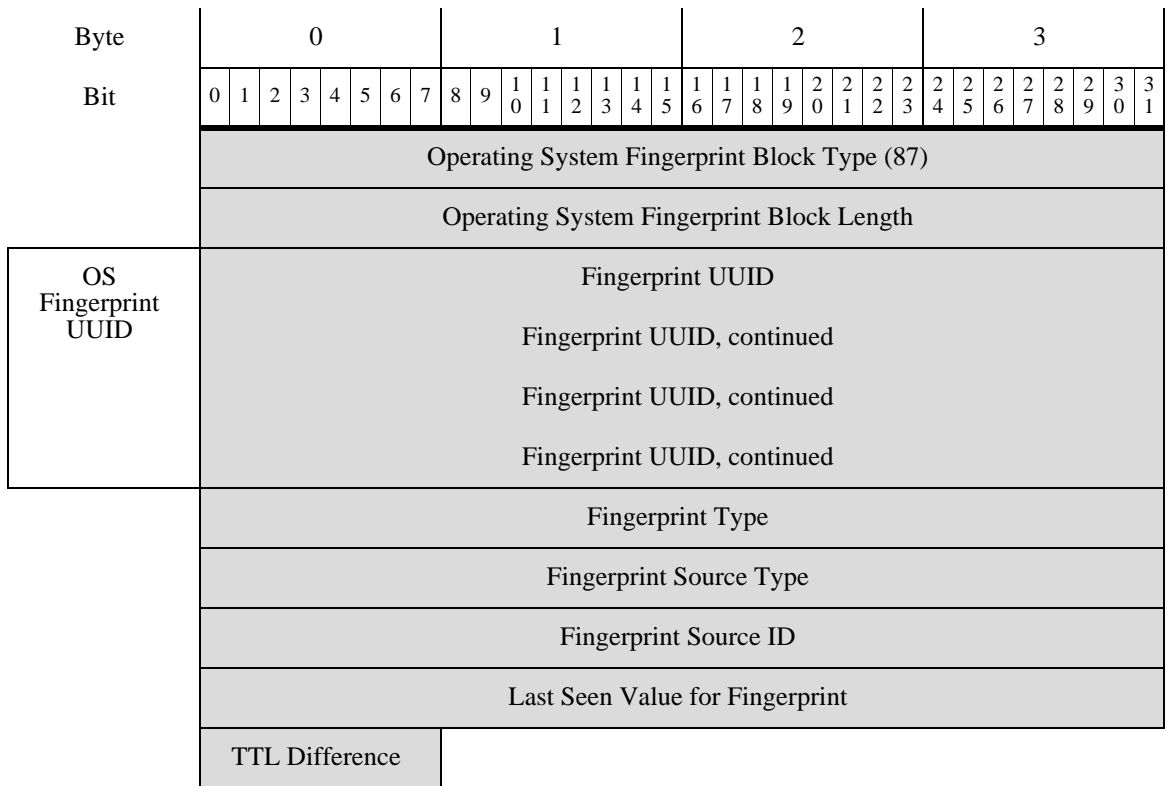 Byte 0 1 2 3
Bit 0 1 2 3 4 5 6 7 8 9 10 11 12 13 14 15 16 17 18 19 20 21 22 23 24 25 26 27 28 29 30 31
Operating System Fingerprint Block Type (87)
Operating System Fingerprint Block Length
OS
Fingerprint
UUID
Fingerprint UUID
Fingerprint UUID, continued
Fingerprint UUID, continued
Fingerprint UUID, continued
Fingerprint Type
Fingerprint Source Type
Fingerprint Source ID
Last Seen Value for Fingerprint
TTL Difference